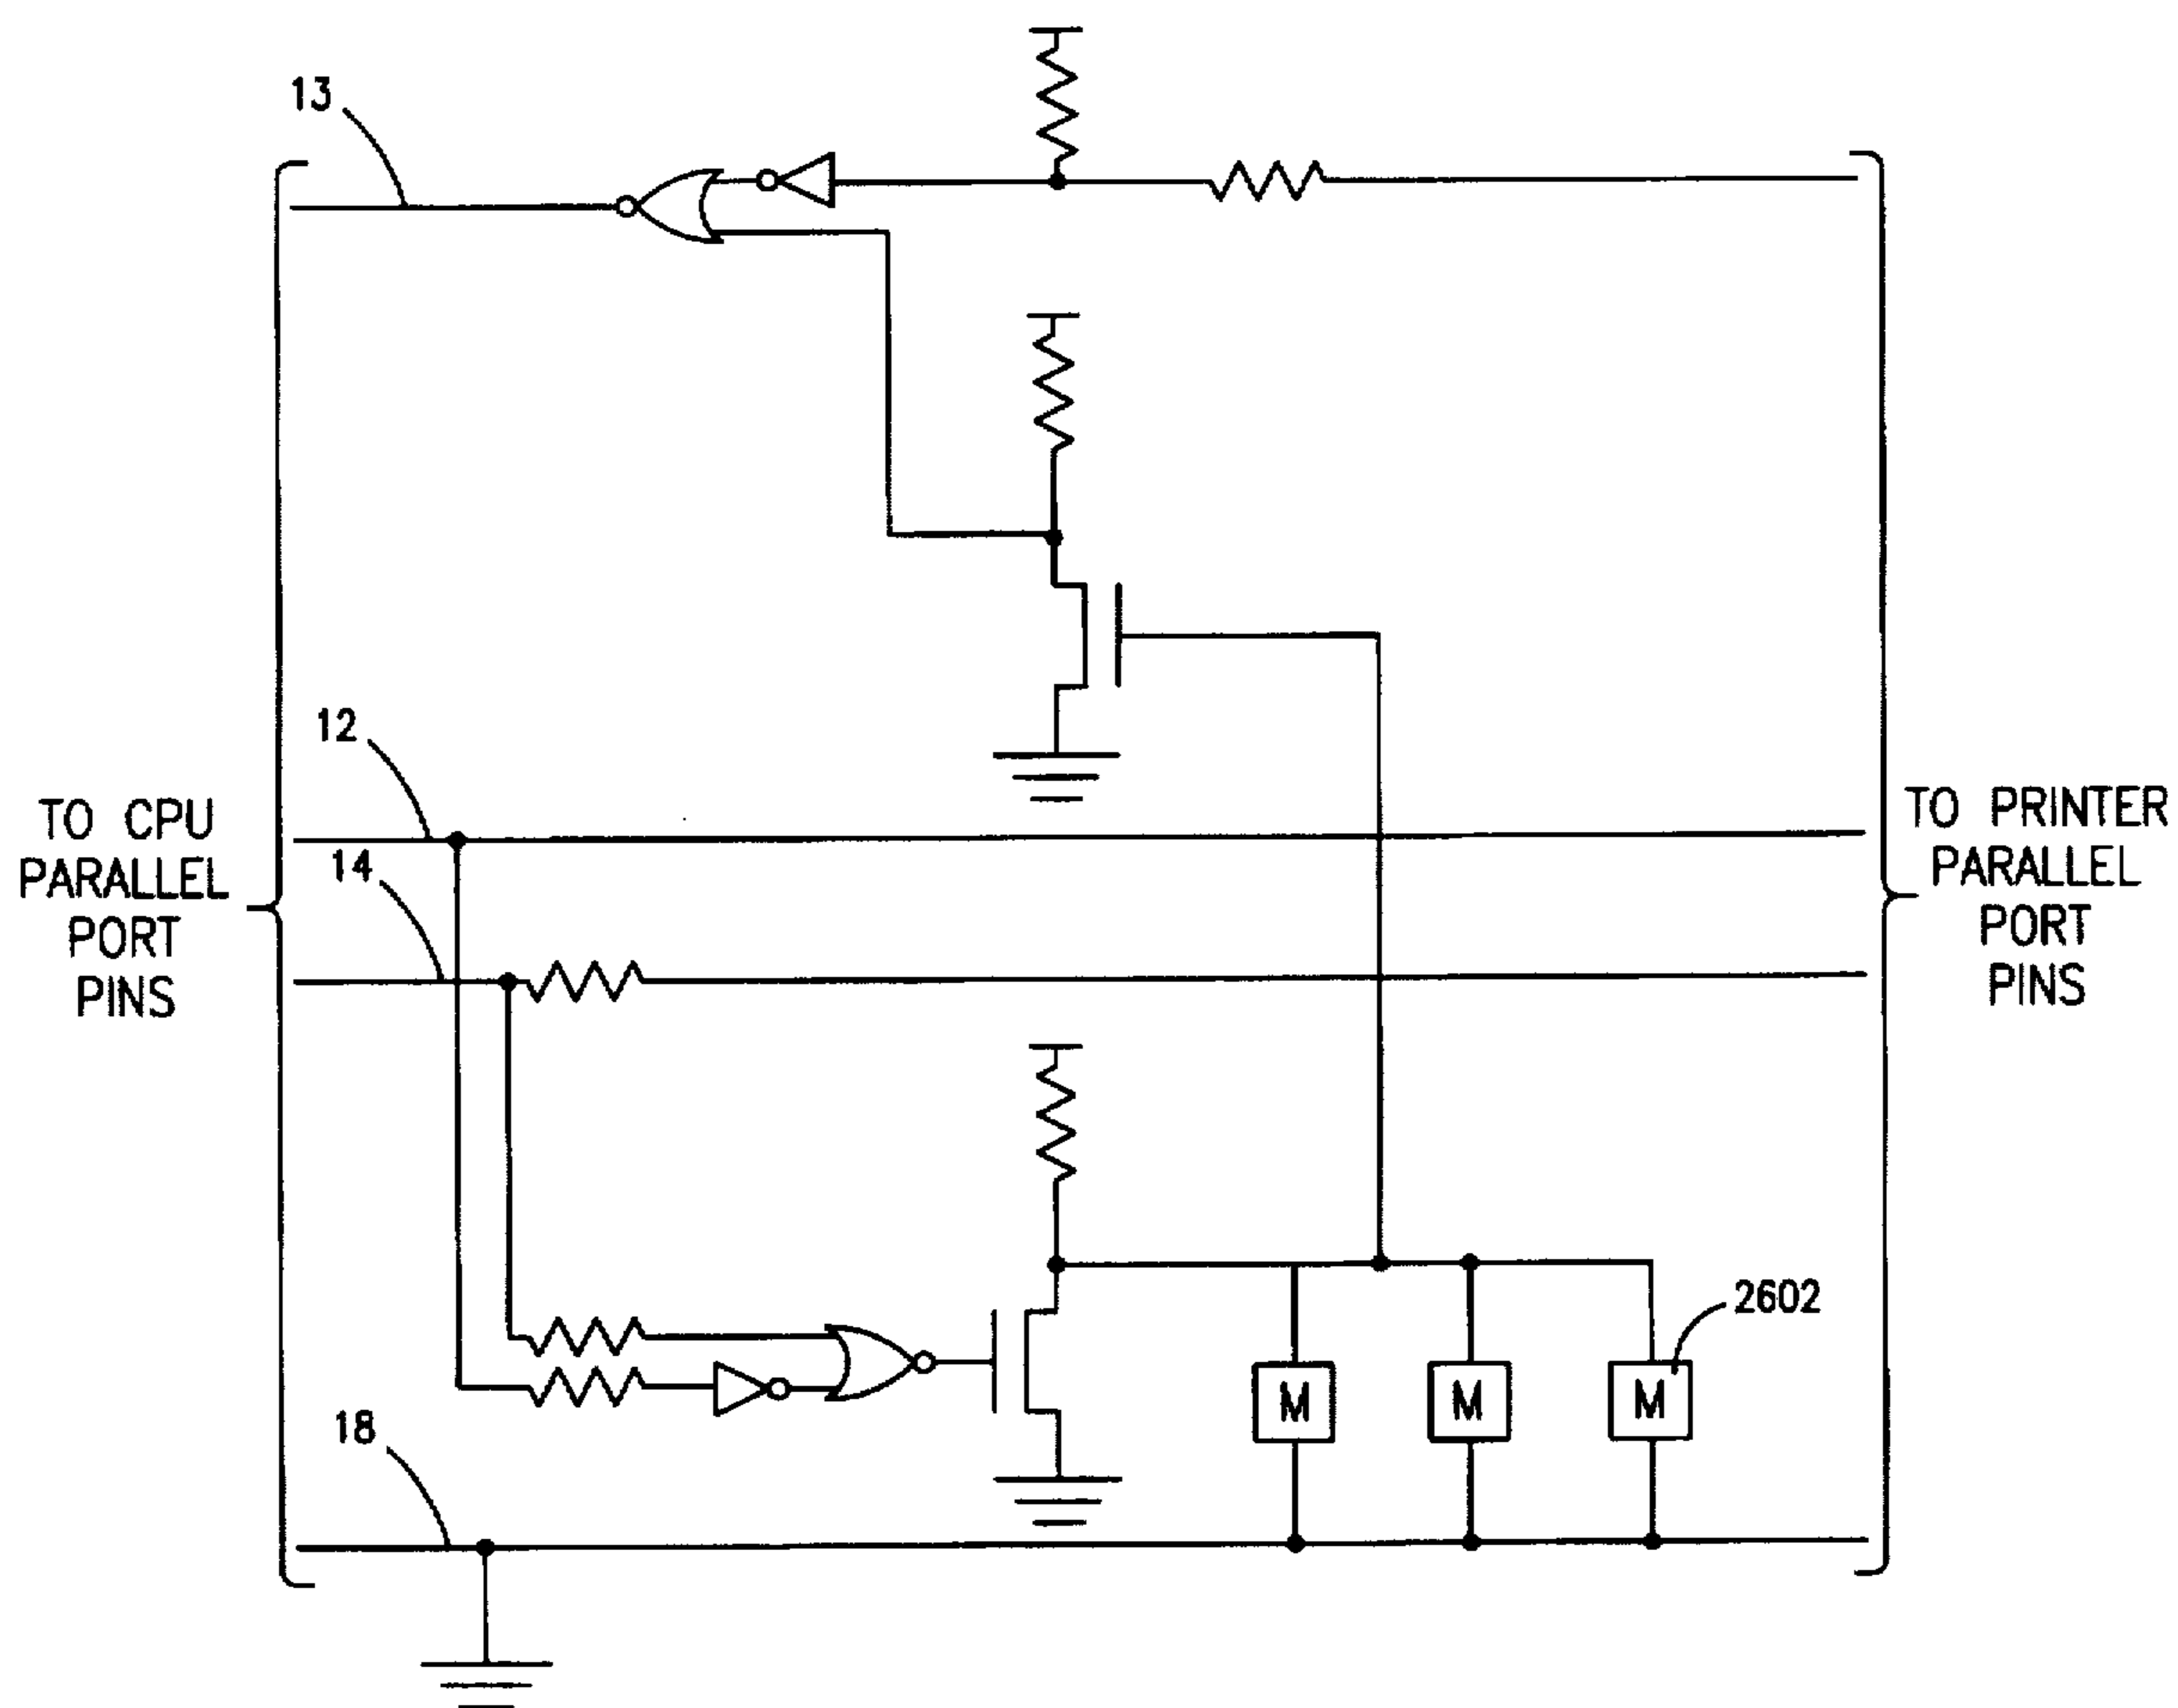 13
12
14
TO CPU
PARALLEL
PORT
PINS
TO PRINTER
PARALLEL
PORT
PINS
2602
M
M
M
18